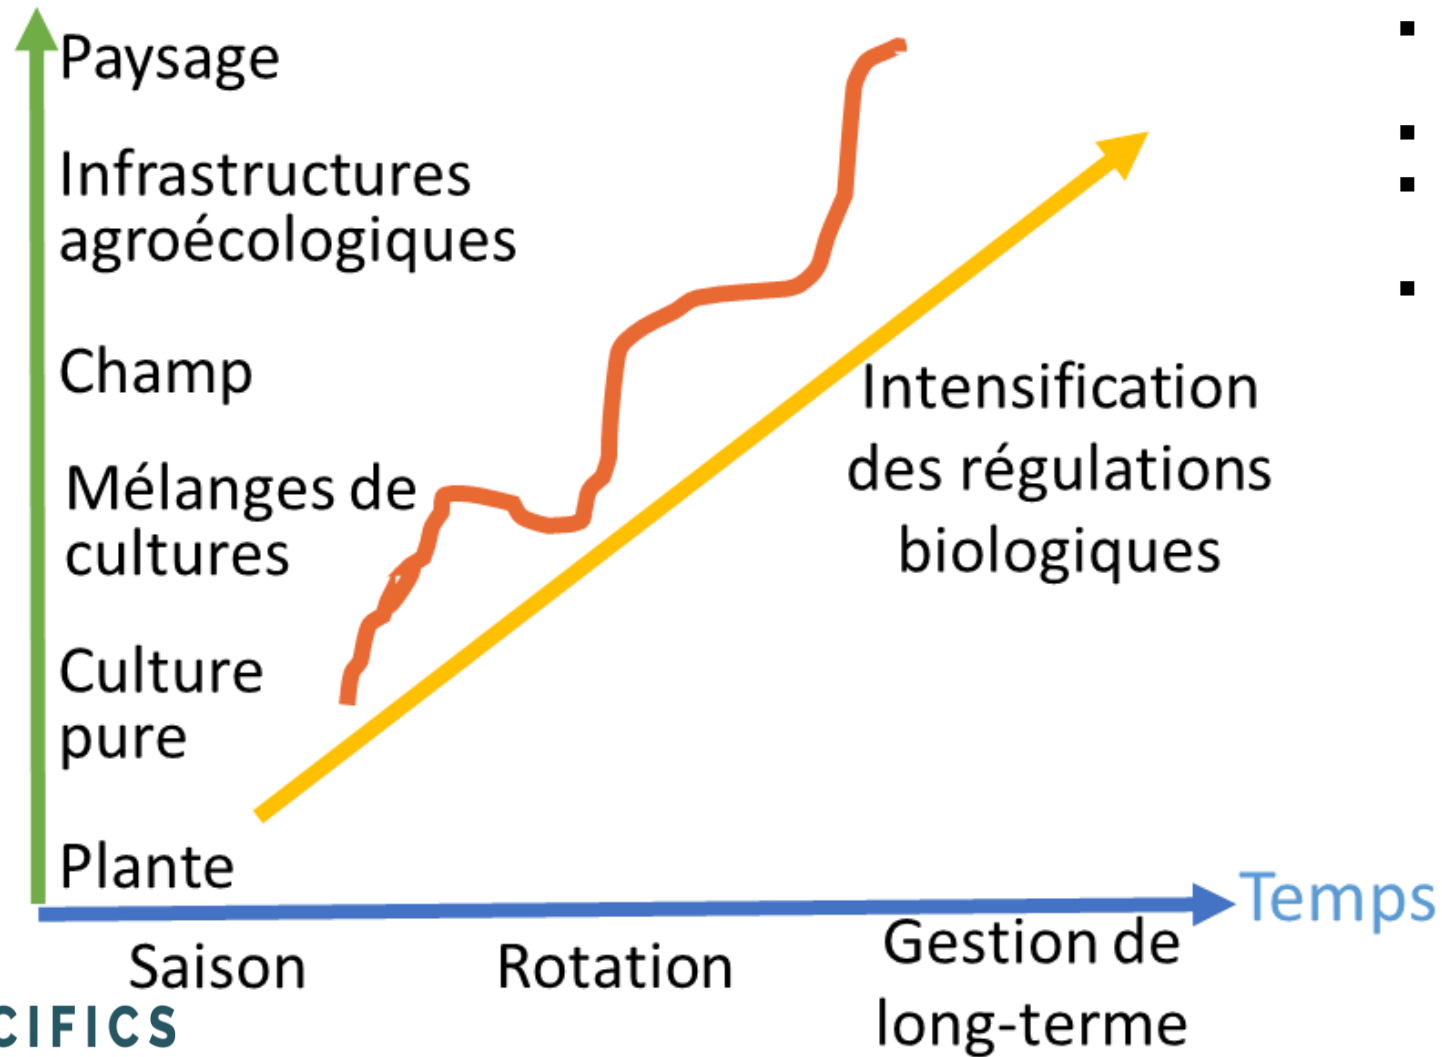 Paysage
Infrastructures
agroécologiques
Champ
Mélanges de
cultures
Culture
pure
Plante
Intensification
des régulations
biologiques
Temps
Saison
Rotation
Gestion de
long-terme
CIFICS